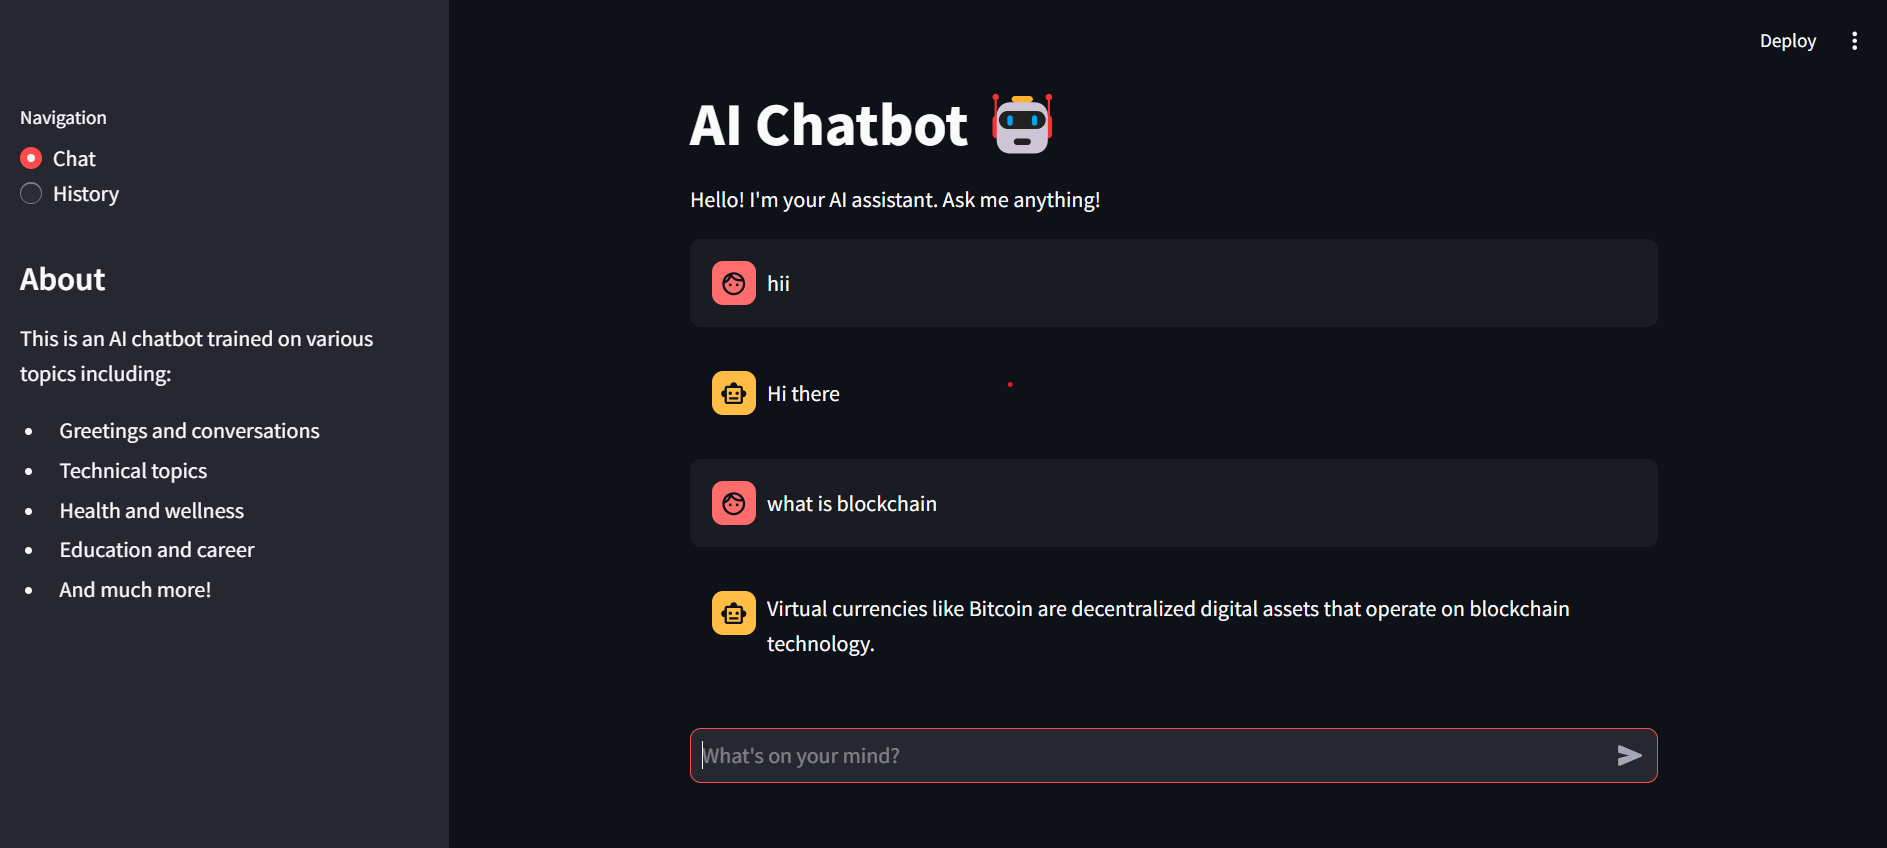 Deploy
Navigation
Chat
History
About
This is an AI chatbot trained on various
topics including:
• Greetings and conversations
• Technical topics
• Health and wellness
• Education and career
• And much more!
AI Chatbot
Hello! I'm your AI assistant. Ask me anything!
hii
Hi there
what is blockchain
Virtual currencies like Bitcoin are decentralized digital assets that operate on blockchain
technology.
What's on your mind?